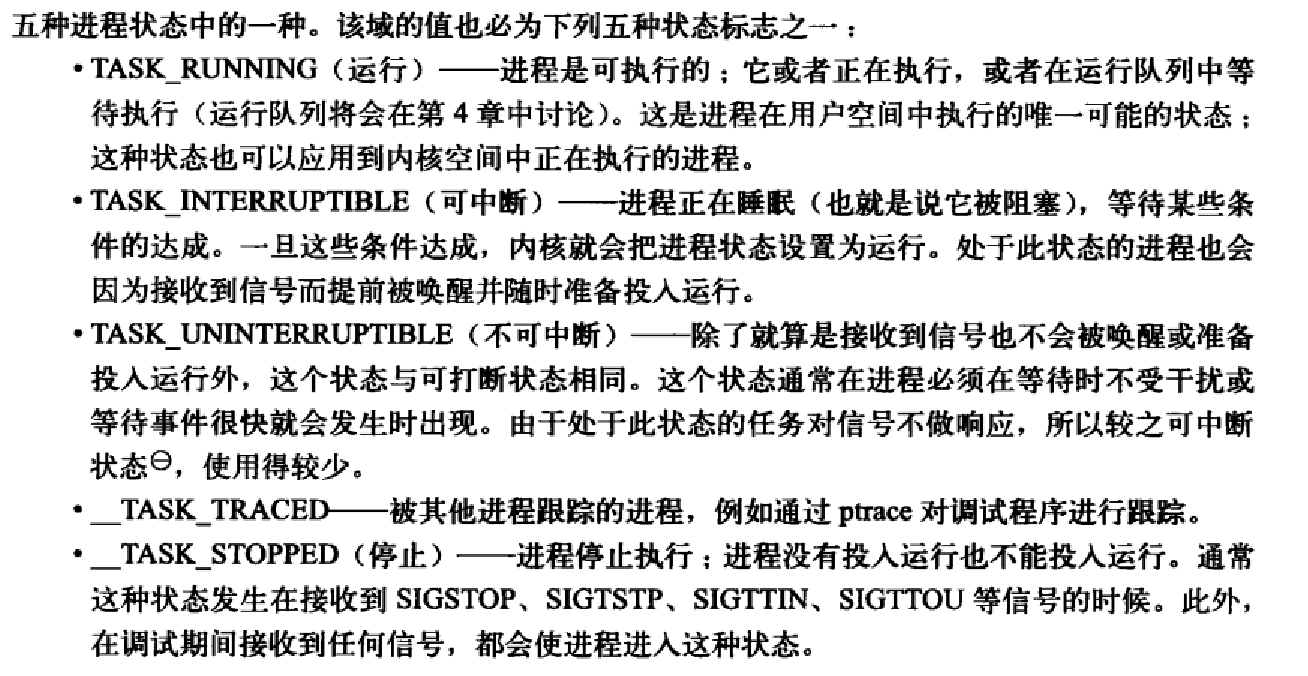 五种进程状态中的一种。该域的值也必为下列五种状态标志之一：
• TASK_RUNNING（运行）——进程是可执行的；它或者正在执行，或者在运行队列中等
待执行（运行队列将会在第 4 章中讨论）。这是进程在用户空间中执行的唯一可能的状态；
这种状态也可以应用到内核空间中正在执行的进程。
• TASK_INTERRUPTIBLE（可中断）——进程正在睡眠（也就是说它被阻塞），等待某些条
件的达成。一旦这些条件达成，内核就会把进程状态设置为运行。处于此状态的进程也会
因为接收到信号而提前被唤醒并随时准备投入运行。
• TASK_UNINTERRUPTIBLE（不可中断）——除了就算是接收到信号也不会被唤醒或准备
投入运行外，这个状态与可打断状态相同。这个状态通常在进程必须在等待时不受干扰或
等待事件很快就会发生时出现。由于处于此状态的任务对信号不做响应，所以较之可中断
状态㊀，使用得较少。
• __TASK_TRACED——被其他进程跟踪的进程，例如通过 ptrace 对调试程序进行跟踪。
• __TASK_STOPPED（停止）——进程停止执行；进程没有投入运行也不能投入运行。通常
这种状态发生在接收到 SIGSTOP、SIGTSTP、SIGTTIN、SIGTTOU 等信号的时候。此外，
在调试期间接收到任何信号，都会使进程进入这种状态。